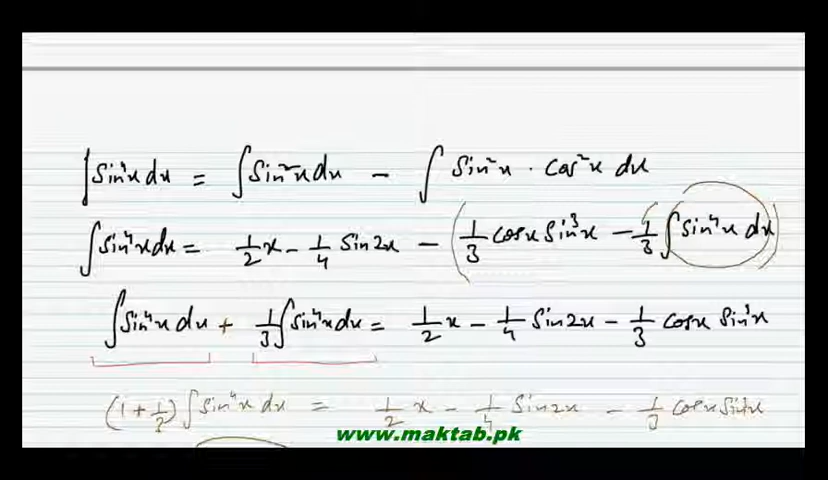 ∫sin⁴x dx = ∫sin²x dx − ∫sin²x · cos²x dx
∫sin⁴x dx = 1/2 x − 1/4 sin2x − (1/3 cosx sin³x − 1/3 ∫sin⁴x dx)
∫sin⁴x dx + 1/3 ∫sin⁴x dx = 1/2 x − 1/4 sin2x − 1/3 cosx sin³x
(1 + 1/3) ∫sin⁴x dx = 1/2 x − 1/4 sin2x − 1/3 cosx sin³x
www.maktab.pk